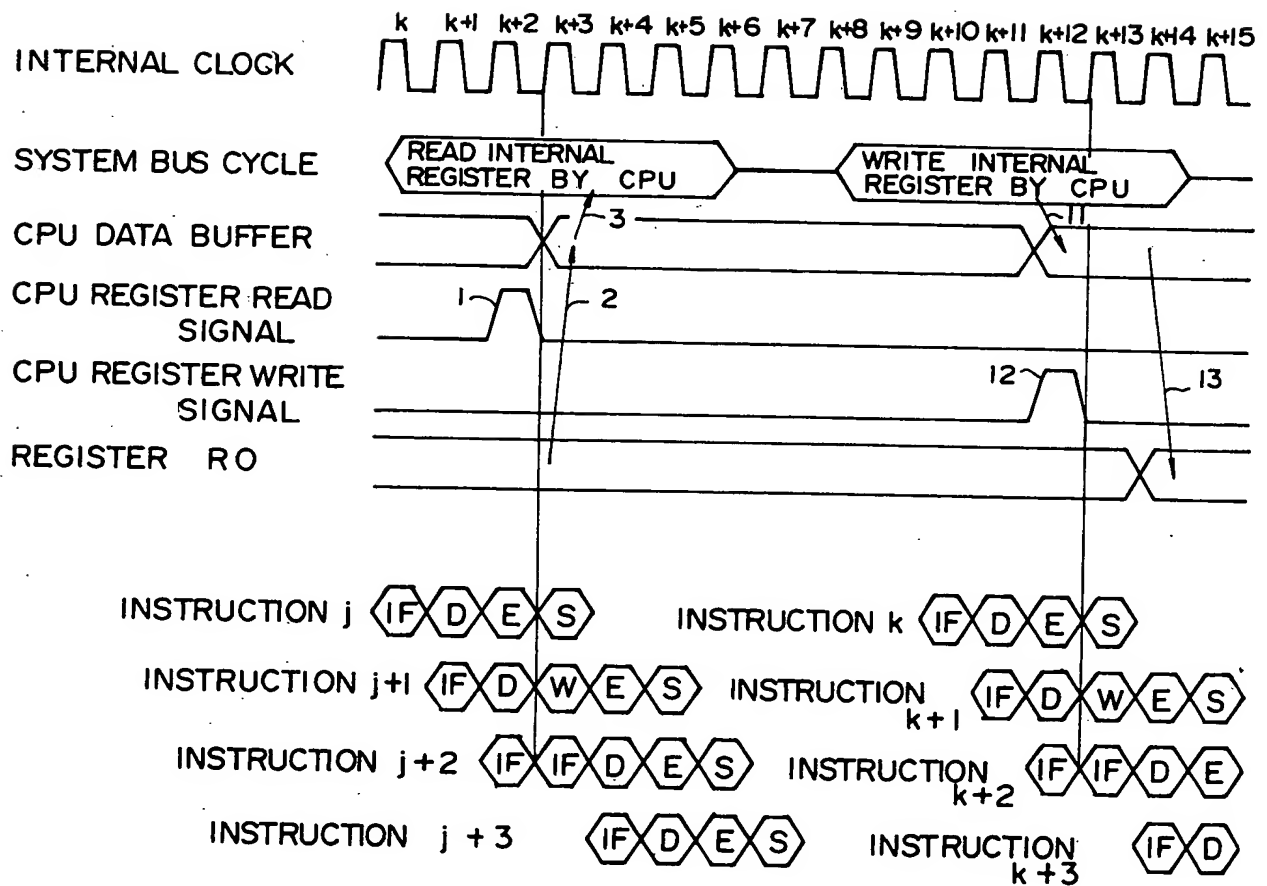 k k+1 k+2 k+3 k+4 k+5 k+6 k+7 k+8 k+9 k+10 k+11 k+12 k+13 k+14 k+15
INTERNAL CLOCK
SYSTEM BUS CYCLE
READ INTERNAL
REGISTER BY CPU
WRITE INTERNAL
REGISTER BY CPU
3 11
CPU DATA BUFFER
CPU REGISTER READ
SIGNAL
1 2
CPU REGISTER WRITE
SIGNAL
12 13
REGISTER RO
INSTRUCTION j IF D E S
INSTRUCTION k IF D E S
INSTRUCTION j+1 IF D W E S
INSTRUCTION
k+1
IF D W E S
INSTRUCTION j+2 IF IF D E S
INSTRUCTION
k+2
IF IF D E
INSTRUCTION j + 3 IF D E S
INSTRUCTION
k+3
IF D